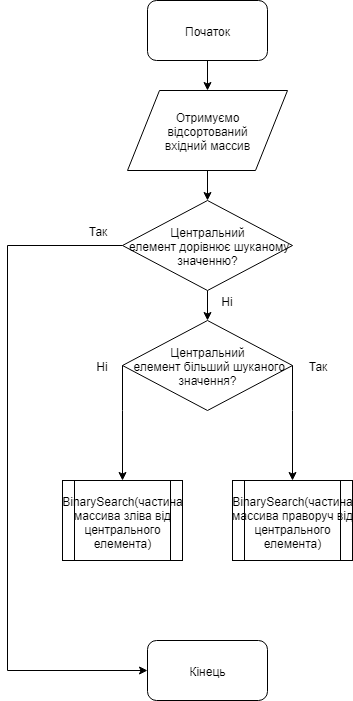 Початок
Отримуємо
відсортований
вхідний массив
Центральний
елемент дорівнює шуканому
значенню?
Так
Ні
Центральний
елемент більший шуканого
значення?
Ні
Так
BinarySearch(частина
массива зліва від
центрального
елемента)
BinarySearch(частина
массива праворуч від
центрального
елемента)
Кінець